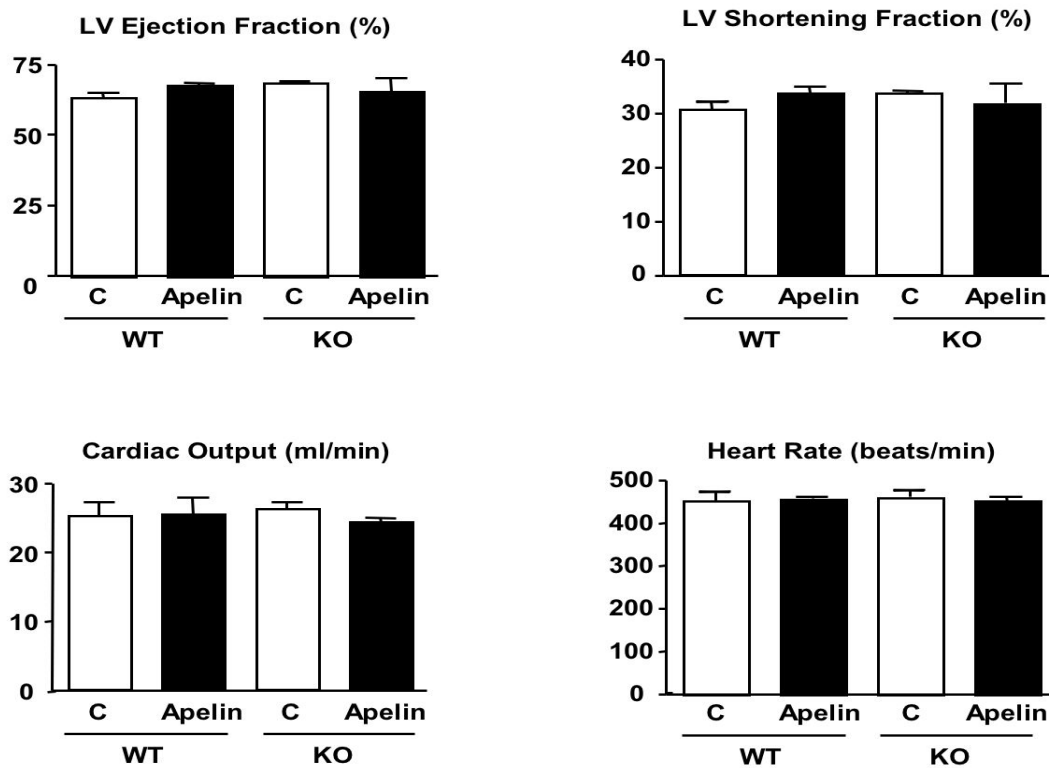 LV Ejection Fraction (%)
75
50
25
0
C Apelin C Apelin
WT KO
LV Shortening Fraction (%)
40
30
20
10
0
C Apelin C Apelin
WT KO
Cardiac Output (ml/min)
30
20
10
0
C Apelin C Apelin
WT KO
Heart Rate (beats/min)
500
400
300
200
100
0
C Apelin C Apelin
WT KO